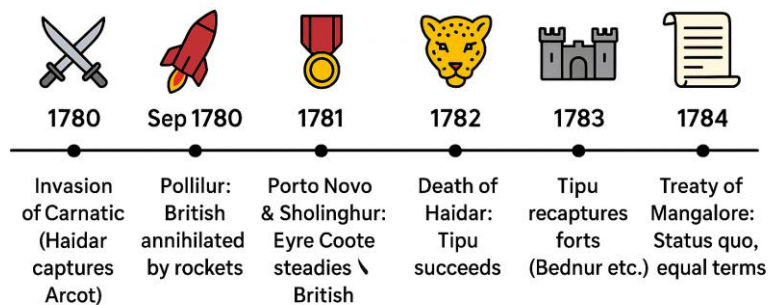 1780
Invasion
of Carnatic
(Haidar
captures
Arcot)
Sep 1780
Pollilur:
British
annihilated
by rockets
1781
Porto Novo
& Sholinghur:
Eyre Coote
steadies \
British
1782
Death of
Haidar:
Tipu
succeeds
1783
Tipu
recaptures
forts
(Bednur etc.)
1784
Treaty of
Mangalore:
Status quo,
equal terms